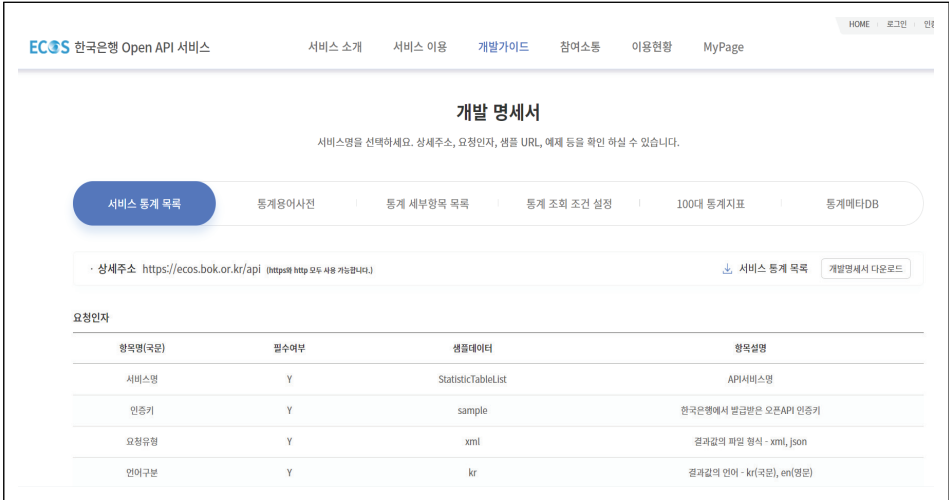 HOME 로그인
ECOS 한국은행 Open API 서비스 서비스 소개 서비스 이용 개발가이드 참여소통 이용현황 MyPage
개발 명세서
서비스명을 선택하세요. 상세주소, 요청인자, 샘플 URL, 예제 등을 확인 하실 수 있습니다.
서비스 통계 목록 통계용어사전 통계 세부항목 목록 통계 조회 조건 설정 100대 통계지표 통계메타DB
· 상세주소 https://ecos.bok.or.kr/api (https와 http 모두 사용 가능합니다.) 서비스 통계 목록 개발명세서 다운로드
요청인자
항목명(국문) 필수여부 샘플데이터 항목설명
서비스명 Y StatisticTableList API서비스명
인증키 Y sample 한국은행에서 발급받은 오픈API 인증키
요청유형 Y xml 결과값의 파일 형식 - xml, json
언어구분 Y kr 결과값의 언어 - kr(국문), en(영문)